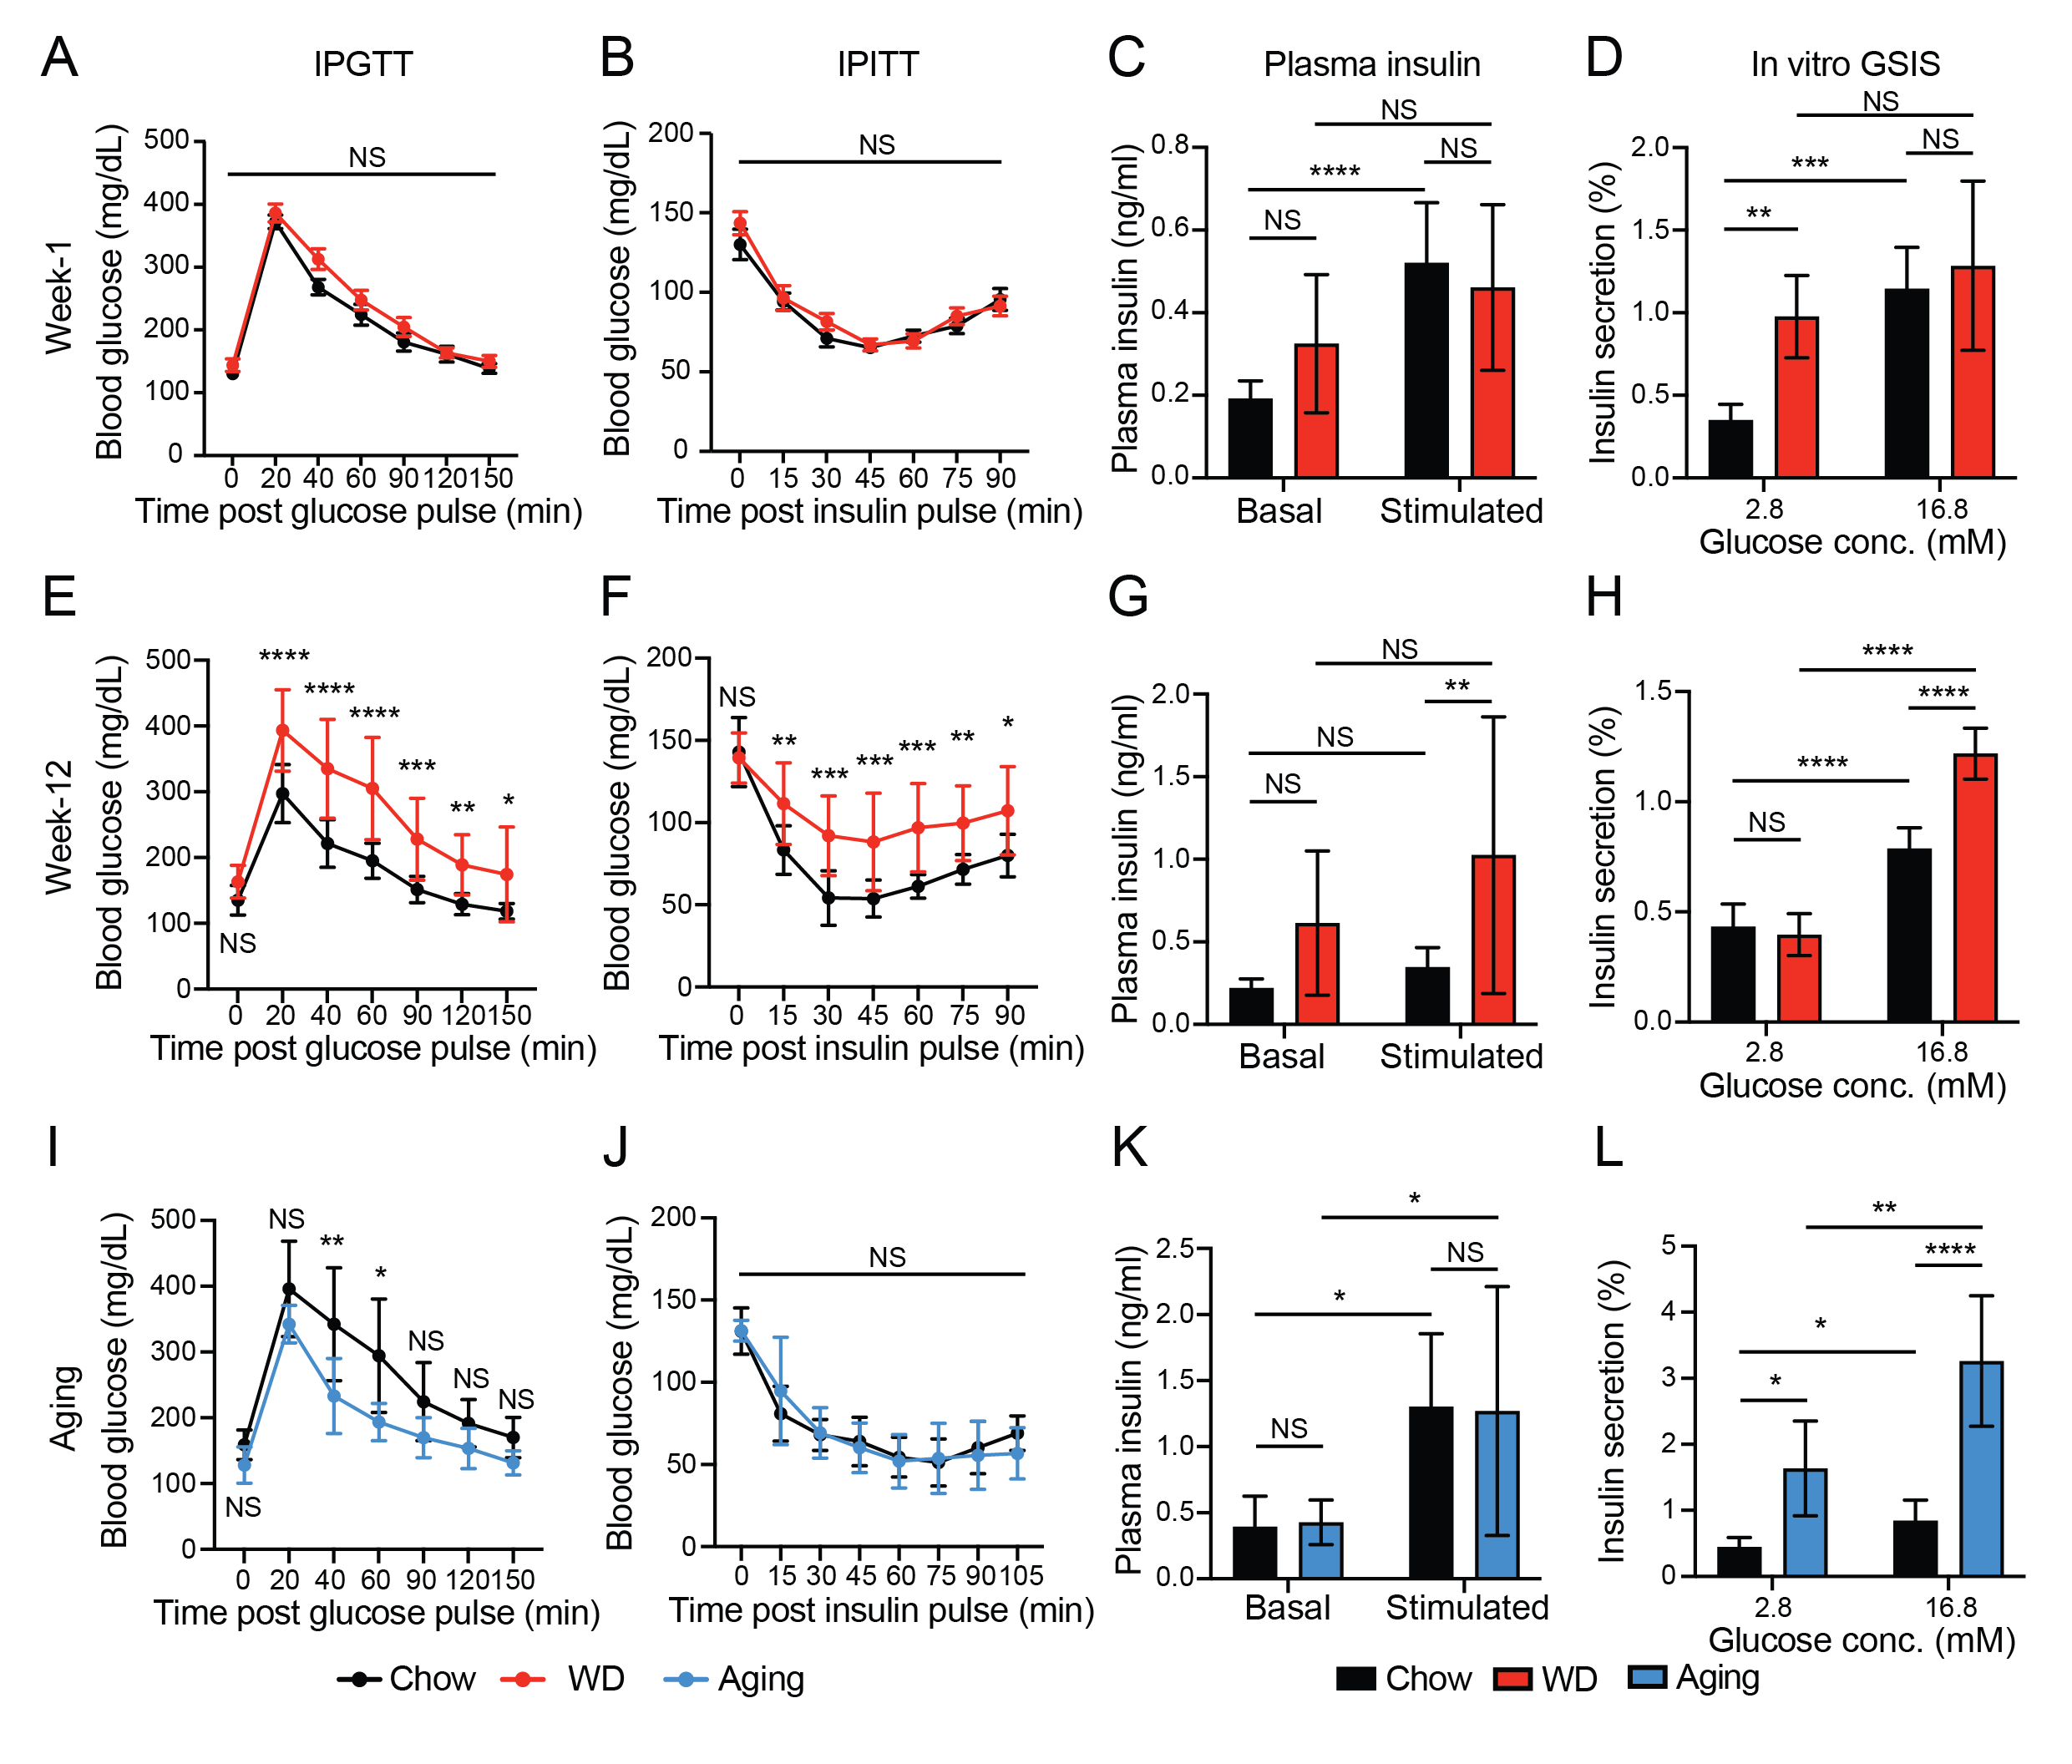 A
IPGTT
Week-1
Blood glucose (mg/dL)
500
400
300
200
100
0
NS
0 20 40 60 90 120 150
Time post glucose pulse (min)
B
IPITT
Blood glucose (mg/dL)
200
150
100
50
0
NS
0 15 30 45 60 75 90
Time post insulin pulse (min)
C
Plasma insulin
Plasma insulin (ng/ml)
0.8
0.6
0.4
0.2
0.0
NS
NS
****
NS
Basal Stimulated
D
In vitro GSIS
Insulin secretion (%)
2.0
1.5
1.0
0.5
0.0
NS
NS
***
**
2.8 16.8
Glucose conc. (mM)
E
Week-12
Blood glucose (mg/dL)
500
400
300
200
100
0
**** **** **** *** ** *
NS
0 20 40 60 90 120 150
Time post glucose pulse (min)
F
Blood glucose (mg/dL)
200
150
100
50
0
NS ** *** *** *** ** *
0 15 30 45 60 75 90
Time post insulin pulse (min)
G
Plasma insulin (ng/ml)
2.0
1.5
1.0
0.5
0.0
NS
**
NS
NS
Basal Stimulated
H
Insulin secretion (%)
1.5
1.0
0.5
0.0
****
****
****
NS
2.8 16.8
Glucose conc. (mM)
I
Aging
Blood glucose (mg/dL)
500
400
300
200
100
0
NS ** * NS NS NS
NS
0 20 40 60 90 120 150
Time post glucose pulse (min)
J
Blood glucose (mg/dL)
200
150
100
50
0
NS
0 15 30 45 60 75 90 105
Time post insulin pulse (min)
K
Plasma insulin (ng/ml)
2.5
2.0
1.5
1.0
0.5
0.0
*
NS
*
NS
Basal Stimulated
L
Insulin secretion (%)
5
4
3
2
1
0
**
****
*
*
2.8 16.8
Glucose conc. (mM)
Chow WD Aging
Chow WD Aging